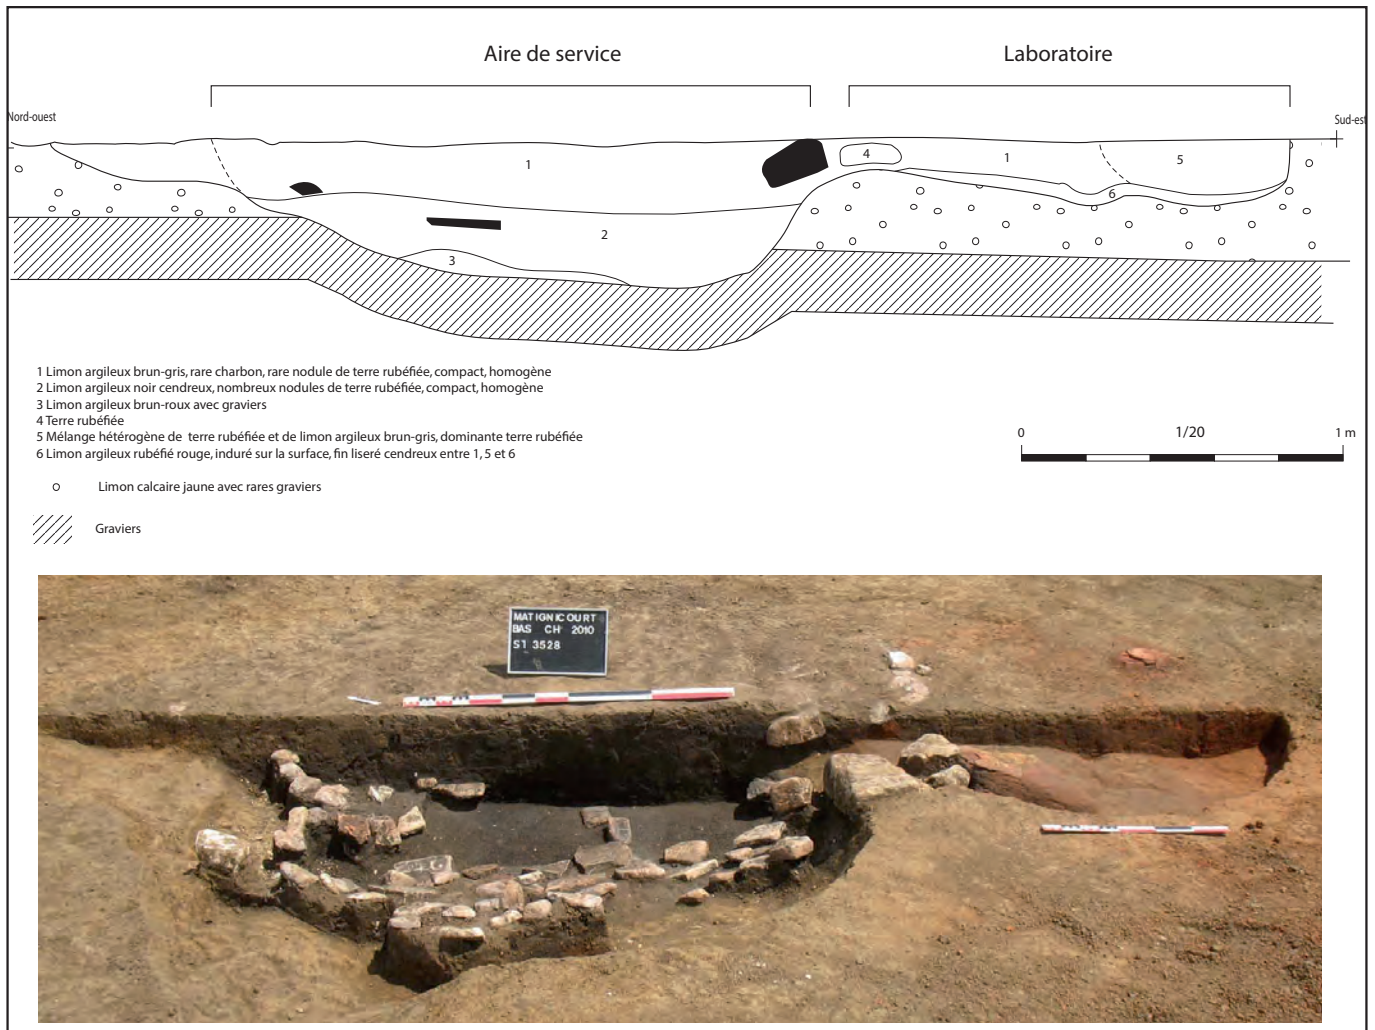 Aire de service
Laboratoire
Nord-ouest
Sud-est
4
1
1
5
6
2
3
1 Limon argileux brun-gris, rare charbon, rare nodule de terre rubéfiée, compact, homogène
2 Limon argileux noir cendreux, nombreux nodules de terre rubéfiée, compact, homogène
3 Limon argileux brun-roux avec graviers
4 Terre rubéfiée
5 Mélange hétérogène de terre rubéfiée et de limon argileux brun-gris, dominante terre rubéfiée
6 Limon argileux rubéfié rouge, induré sur la surface, fin liseré cendreux entre 1, 5 et 6
0 1/20 1 m
Limon calcaire jaune avec rares graviers
Graviers
MATIGNICOURT
BAS CH 2010
ST 3528